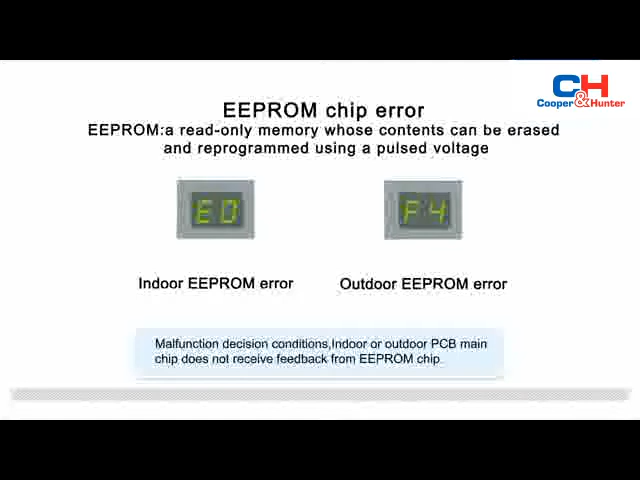 CH
Cooper&Hunter
EEPROM chip error
EEPROM:a read-only memory whose contents can be erased
and reprogrammed using a pulsed voltage
E0 F4
Indoor EEPROM error Outdoor EEPROM error
Malfunction decision conditions,Indoor or outdoor PCB main
chip does not receive feedback from EEPROM chip.